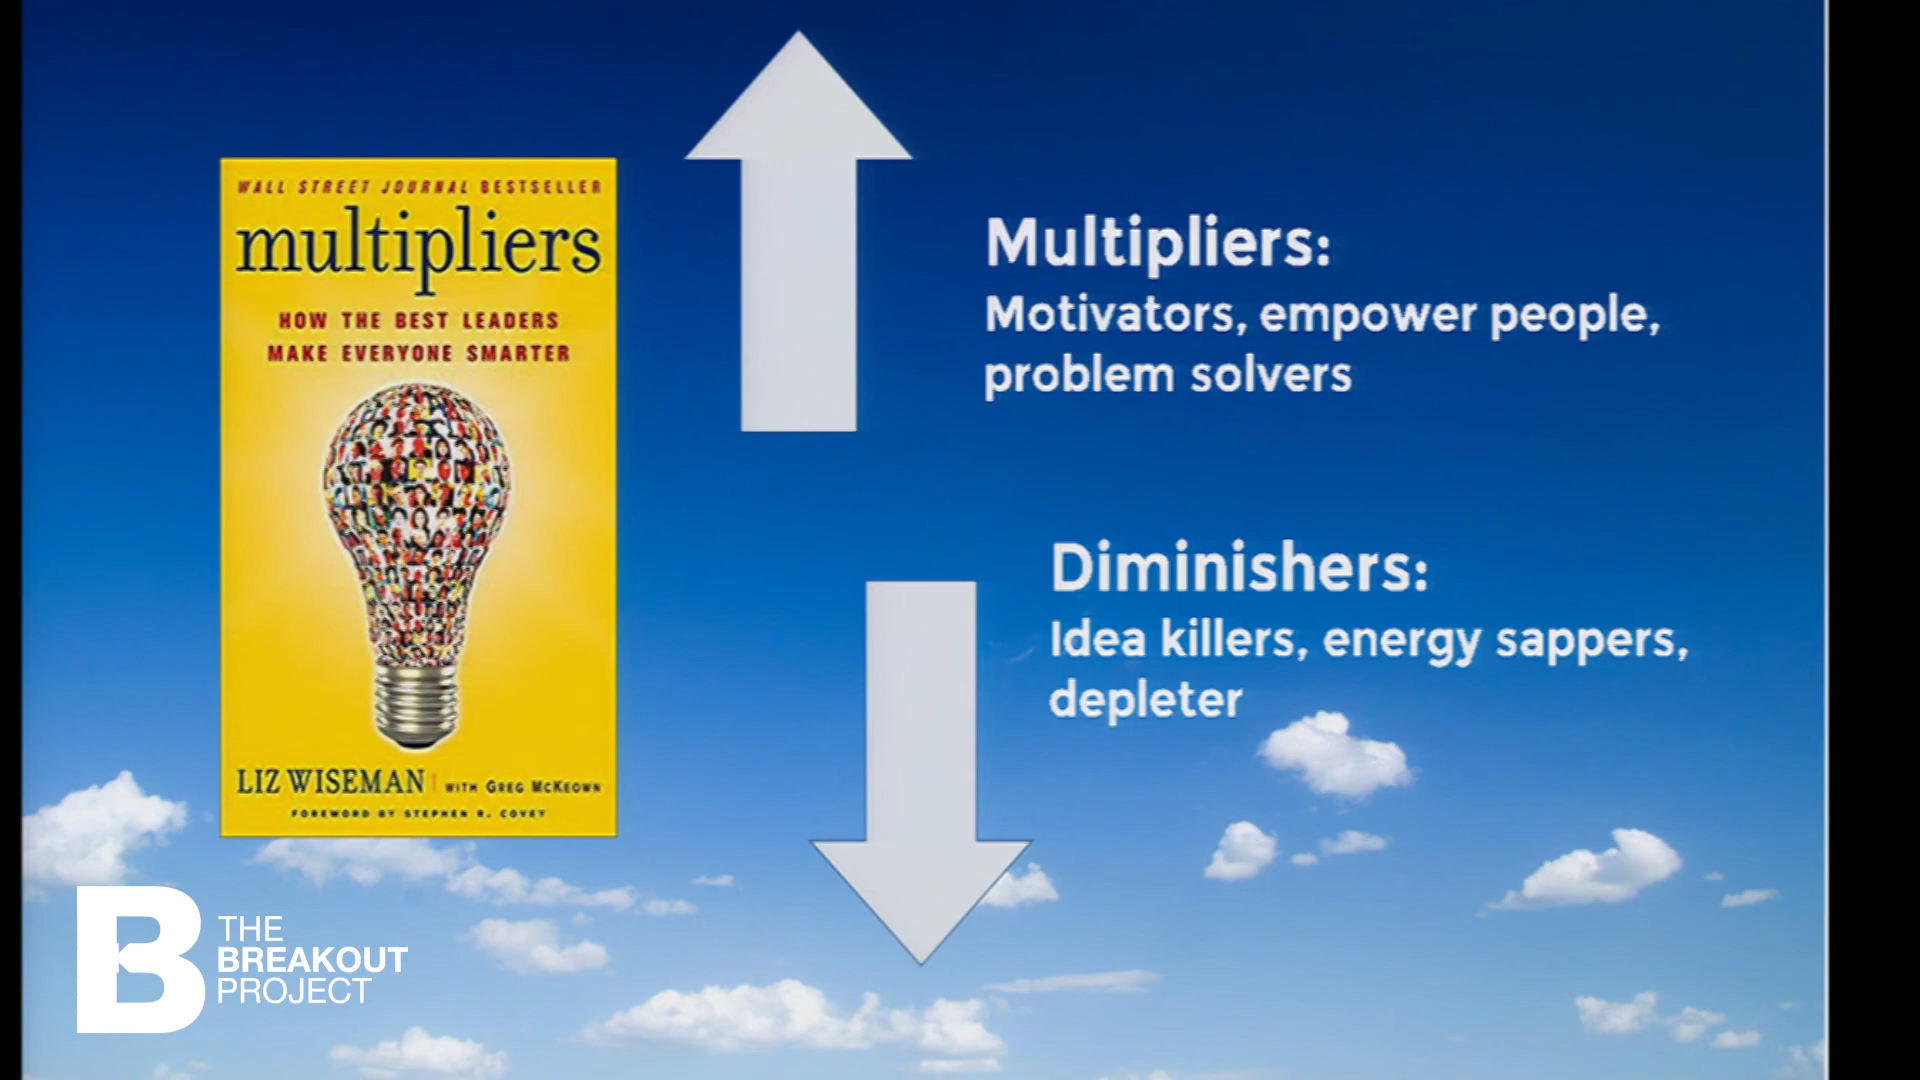 WALL STREET JOURNAL BESTSELLER
multipliers
HOW THE BEST LEADERS
MAKE EVERYONE SMARTER
LIZ WISEMAN | WITH GREG MCKEOWN
FOREWORD BY STEPHEN R. COVEY
Multipliers:
Motivators, empower people,
problem solvers
Diminishers:
Idea killers, energy sappers,
depleter
B
THE
BREAKOUT
PROJECT